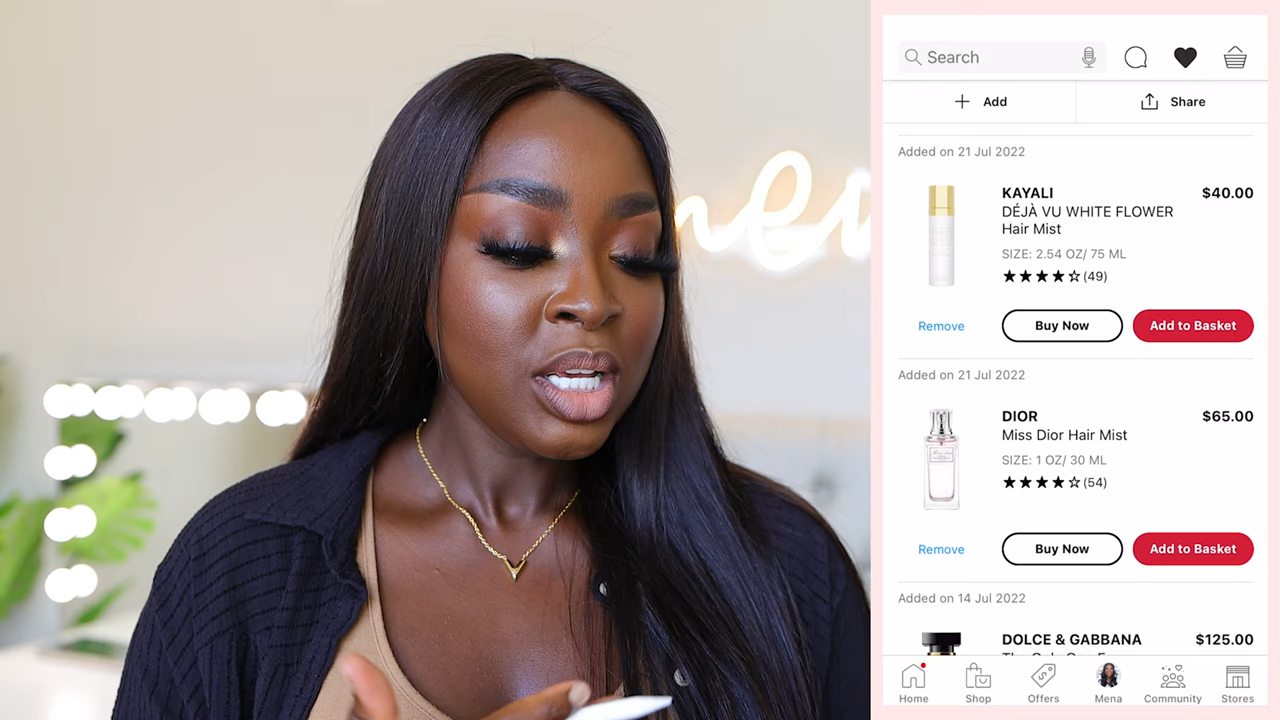 men
Search
Add
Share
Added on 21 Jul 2022
KAYALI
$40.00
DÉJÀ VU WHITE FLOWER
Hair Mist
SIZE: 2.54 OZ/ 75 ML
(49)
Remove
Buy Now
Add to Basket
Added on 21 Jul 2022
DIOR
$65.00
Miss Dior Hair Mist
SIZE: 1 OZ/ 30 ML
(54)
Remove
Buy Now
Add to Basket
Added on 14 Jul 2022
DOLCE & GABBANA
$125.00
Home
Shop
Offers
Mena
Community
Stores